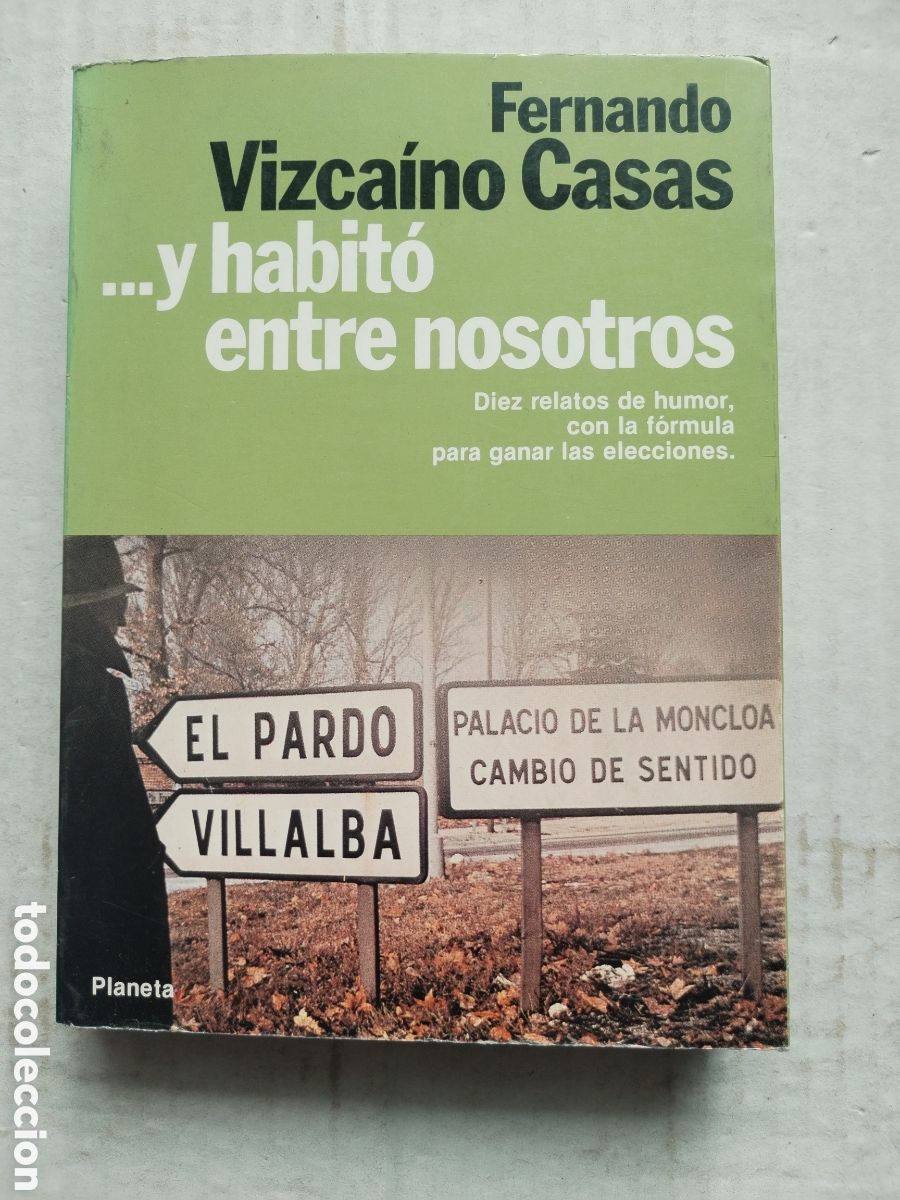 Fernando
Vizcaíno Casas
...y habitó
entre nosotros
Diez relatos de humor,
con la fórmula
para ganar las elecciones.
EL PARDO
VILLALBA
PALACIO DE LA MONCLOA
CAMBIO DE SENTIDO
Planeta
todocoleccion